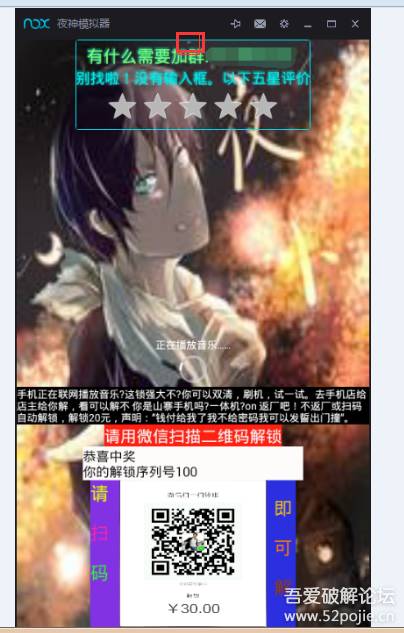 nox 夜神模拟器
有什么需要加群:
别找啦！没有输入框。以下五星评价
正在播放音乐......
手机正在联网播放音乐?这锁强大不?你可以双清，刷机，试一试。去手机店给
店主给你解，看可以解不 你是山寨手机吗?一体机?on 返厂吧！不返厂或扫码
自动解锁，解锁20元，声明："钱付给我了我不给密码我可以发誓出门撞"。
请用微信扫描二维码解锁
恭喜中奖
你的解锁序列号100
请
扫
码
即
可
解
￥30.00
吾爱破解论坛
www.52pojie.cn